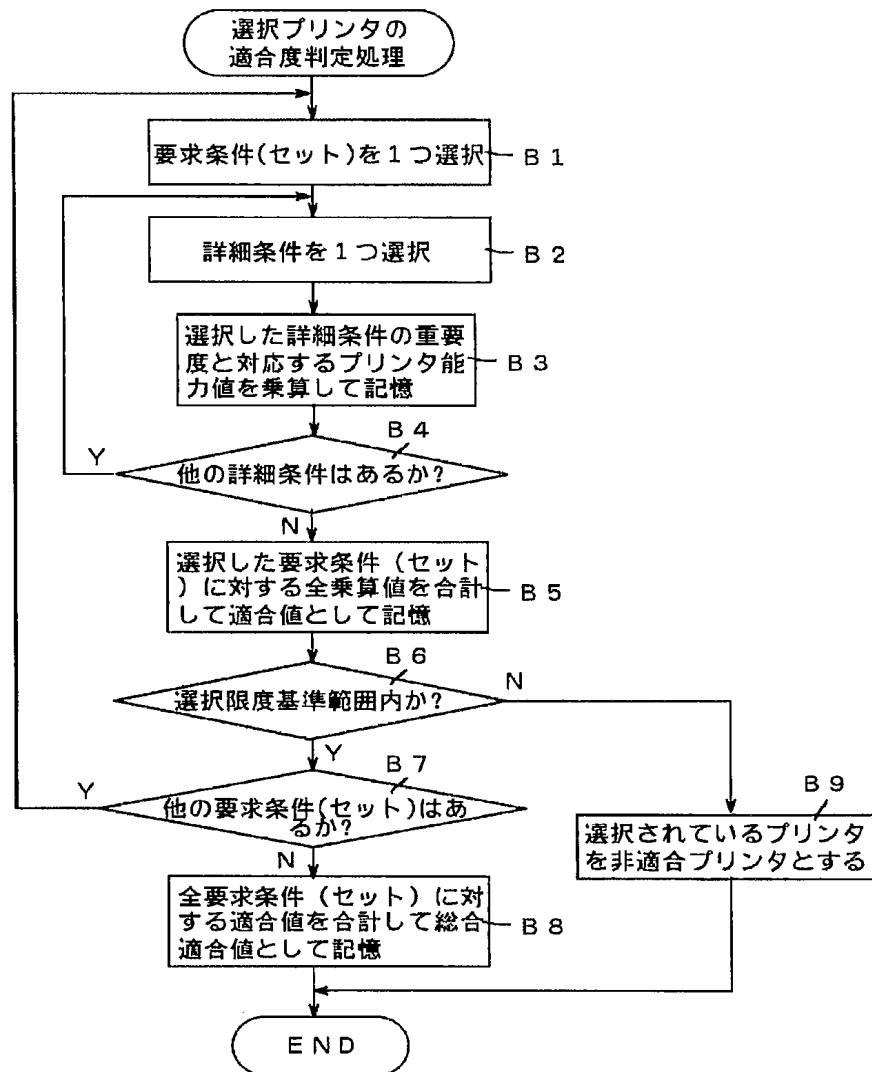 選択プリンタの
適合度判定処理
要求条件(セット)を1つ選択
B1
詳細条件を1つ選択
B2
選択した詳細条件の重要
度と対応するプリンタ能
力値を乗算して記憶
B3
B4
Y
他の詳細条件はあるか?
N
選択した要求条件(セット
)に対する全乗算値を合計
して適合値として記憶
B5
B6
選択限度基準範囲内か?
N
Y
B7
Y
他の要求条件(セット)はあ
るか?
N
B9
選択されているプリンタ
を非適合プリンタとする
全要求条件(セット)に対
する適合値を合計して総合
適合値として記憶
B8
END